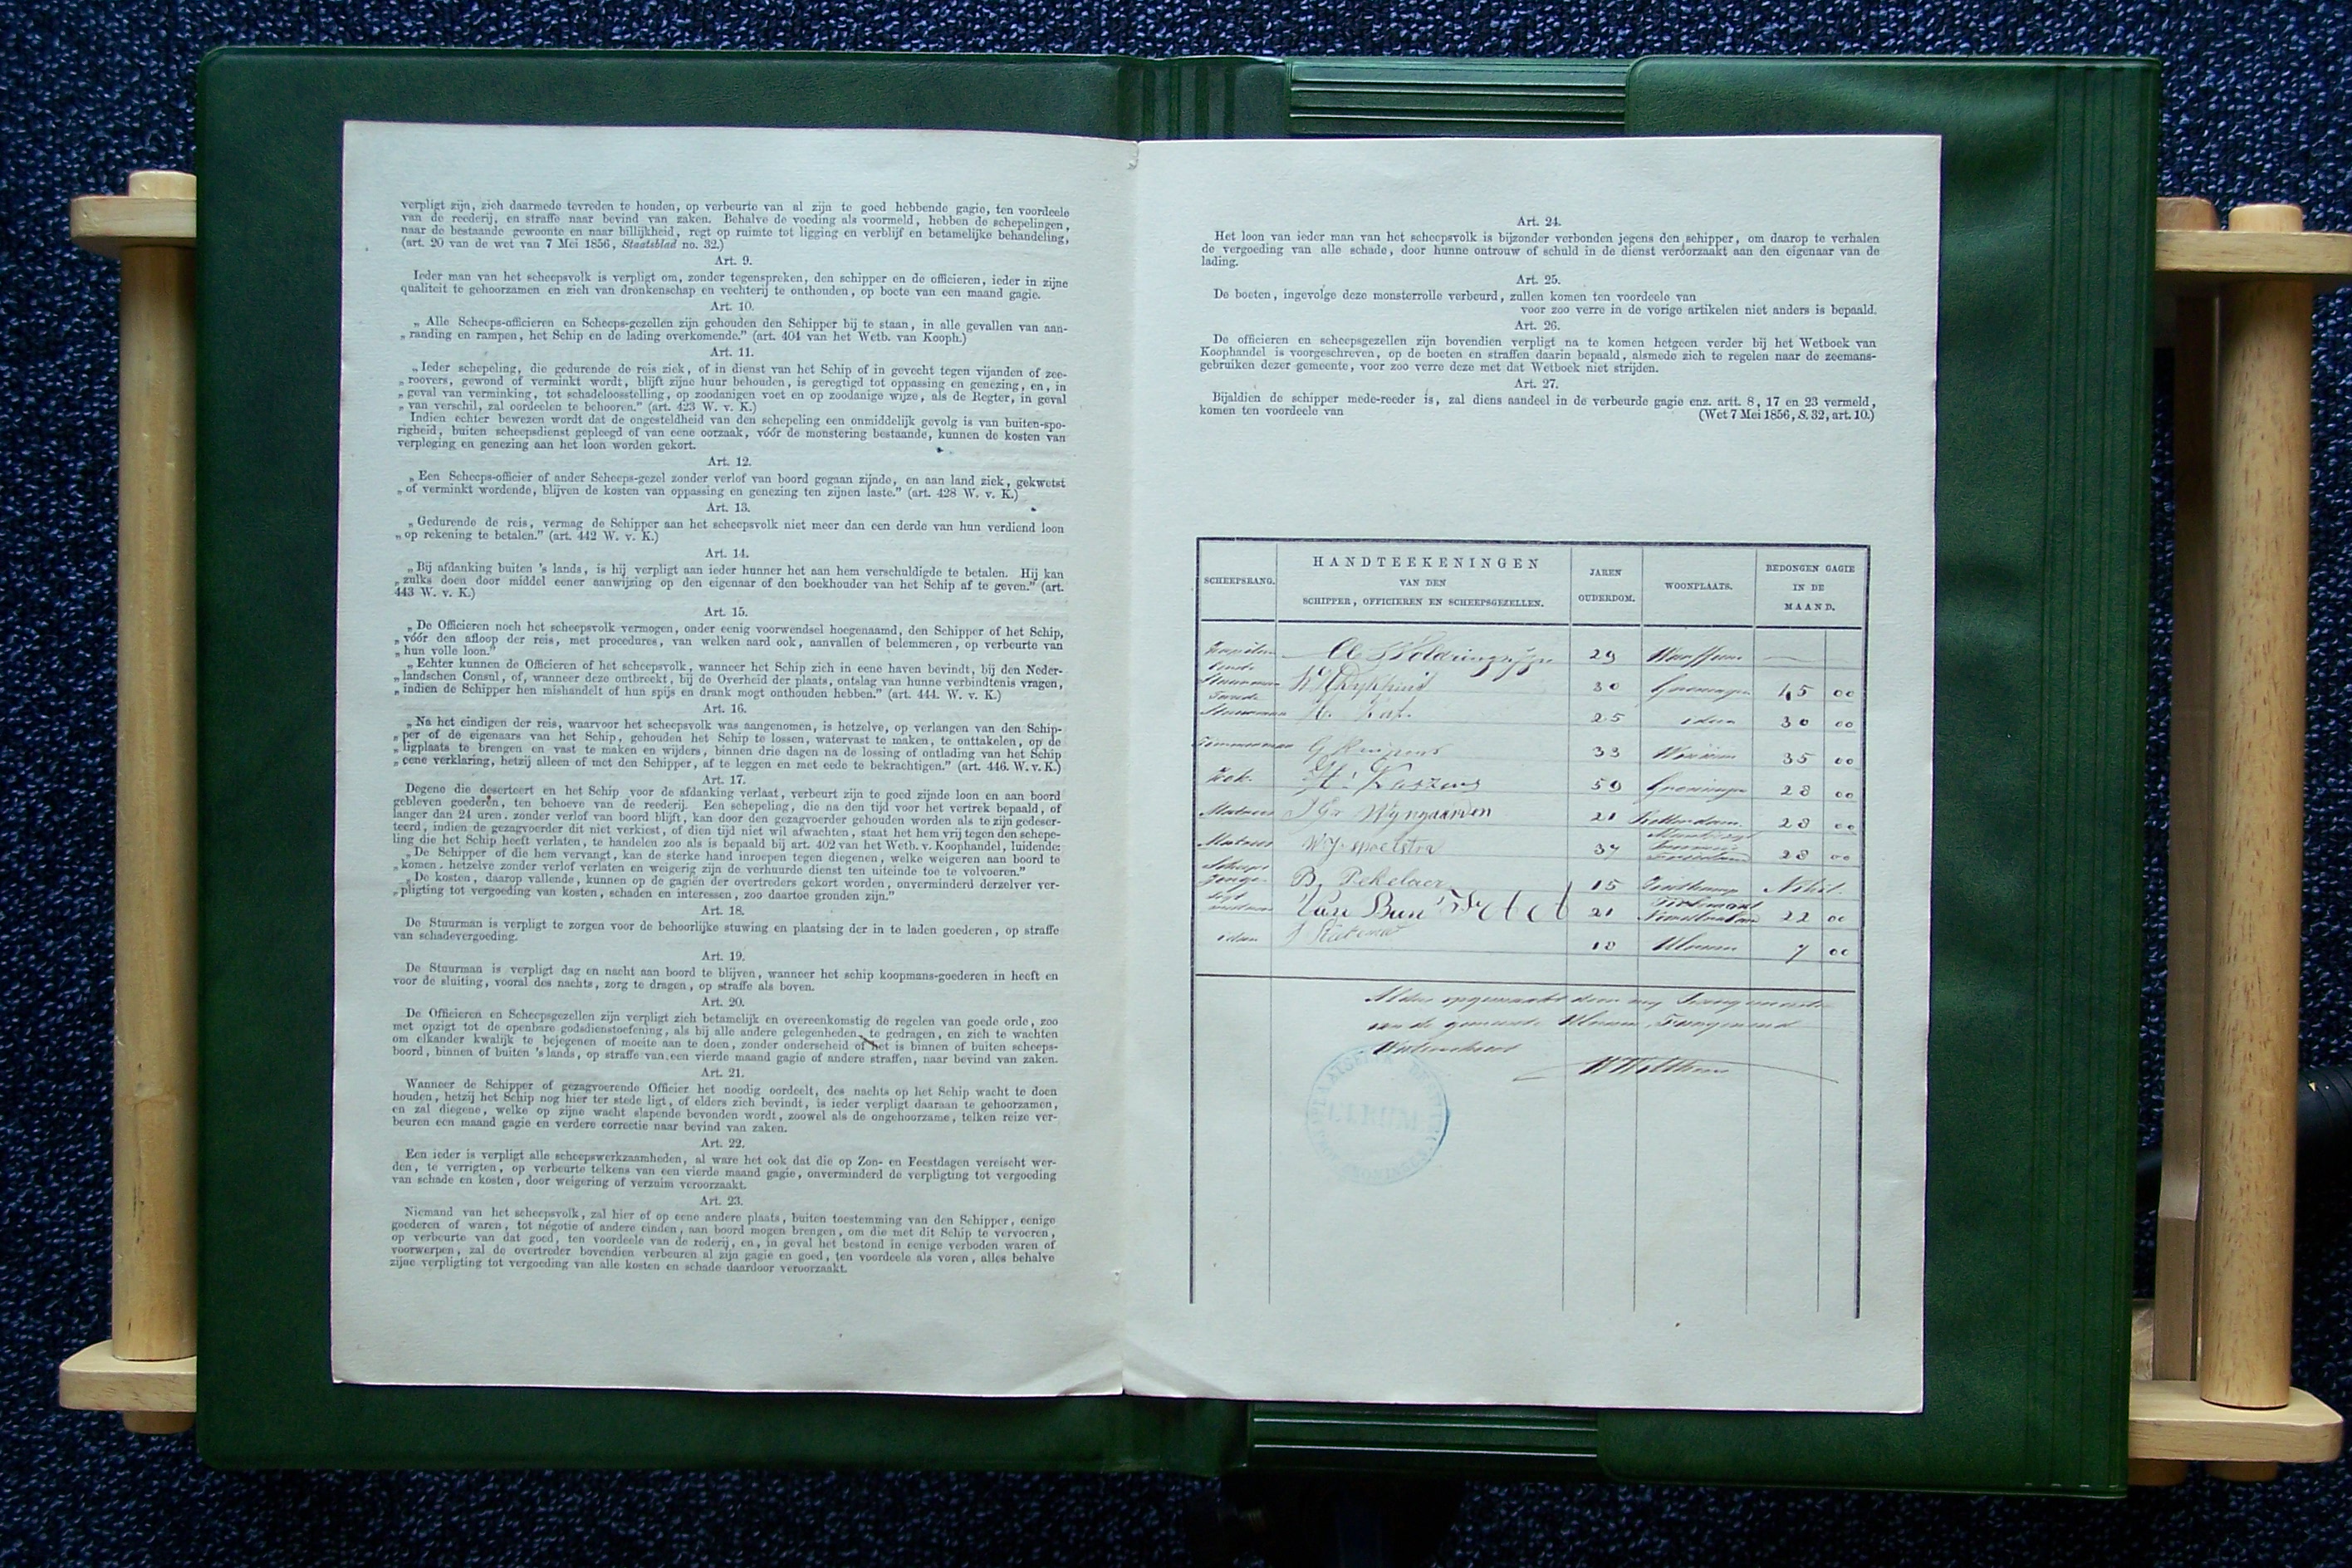 verpligt zijn, zich daarmede tevreden te houden, op verbeurte van al zijn te goed hebbende gagie, ten voordeele
van de reederij, en straffe naar bevind van zaken. Behalve de voeding als voormeld, hebben de schepelingen,
naar de bestaande gewoonte en naar billijkheid, regt op ruimte tot ligging en verblijf en betamelijke behandeling,
(art. 20 van de wet van 7 Mei 1856, Staatsblad no. 32.)
Art. 9.
Ieder man van het scheepsvolk is verpligt om, zonder tegenspreken, den schipper en de officieren, ieder in zijne
qualiteit te gehoorzamen en zich van dronkenschap en vechterij te onthouden, op boete van een maand gagie.
Art. 10.
„ Alle Scheeps-officieren en Scheeps-gezellen zijn gehouden den Schipper bij te staan, in alle gevallen van aan-
„ randing en rampen, het Schip en de lading overkomende." (art. 404 van het Wetb. van Kooph.)
Art. 11.
„ Ieder schepeling, die gedurende de reis ziek, of in dienst van het Schip of in gevecht tegen vijanden of zee-
„ roovers, gewond of verminkt wordt, blijft zijne huur behouden, is geregtigd tot oppassing en genezing, en, in
„ geval van verminking, tot schadeloosstelling, op zoodanigen voet en op zoodanige wijze, als de Regter, in geval
„ van verschil, zal oordeelen te behooren." (art. 423 W. v. K.)
Indien echter bewezen wordt dat de ongesteldheid van den schepeling een onmiddelijk gevolg is van buiten-spo-
righeid, buiten scheepsdienst gepleegd of van eene oorzaak, vóór de monstering bestaande, kunnen de kosten van
verpleging en genezing aan het loon worden gekort.
Art. 12.
„ Een Scheeps-officier of ander Scheeps-gezel zonder verlof van boord gegaan zijnde, en aan land ziek, gekwetst
„ of verminkt wordende, blijven de kosten van oppassing en genezing ten zijnen laste." (art. 428 W. v. K.)
Art. 13.
„ Gedurende de reis, vermag de Schipper aan het scheepsvolk niet meer dan een derde van hun verdiend loon
„ op rekening te betalen." (art. 442 W. v. K.)
Art. 14.
„ Bij afdanking buiten 's lands, is hij verpligt aan ieder hunner het aan hem verschuldigde te betalen. Hij kan
„ zulks doen door middel eener aanwijzing op den eigenaar of den boekhouder van het Schip af te geven." (art.
443 W. v. K.)
Art. 15.
„ De Officieren noch het scheepsvolk vermogen, onder eenig voorwendsel hoegenaamd, den Schipper of het Schip,
„ vóór den afloop der reis, met procedures, van welken aard ook, aanvallen of belemmeren, op verbeurte van
„ hun volle loon."
„ Echter kunnen de Officieren of het scheepsvolk, wanneer het Schip zich in eene haven bevindt, bij den Neder-
„ landschen Consul, of, wanneer deze ontbreekt, bij de Overheid der plaats, ontslag van hunne verbindtenis vragen,
„ indien de Schipper hen mishandelt of hun spijs en drank mogt onthouden hebben." (art. 444. W. v. K.)
Art. 16.
„ Na het eindigen der reis, waarvoor het scheepsvolk was aangenomen, is hetzelve, op verlangen van den Schip-
„ per of de eigenaars van het Schip, gehouden het Schip te lossen, watervast te maken, te onttakelen, op de
„ ligplaats te brengen en vast te maken en wijders, binnen drie dagen na de lossing of ontlading van het Schip
„ eene verklaring, hetzij alleen of met den Schipper, af te leggen en met eede te bekrachtigen." (art. 446. W. v. K.)
Art. 17.
Degene die deserteert en het Schip voor de afdanking verlaat, verbeurt zijn te goed zijnde loon en aan boord
gebleven goederen, ten behoeve van de reederij. Een schepeling, die na den tijd voor het vertrek bepaald, of
langer dan 24 uren, zonder verlof van boord blijft, kan door den gezagvoerder gehouden worden als te zijn gedeser-
teerd, indien de gezagvoerder dit niet verkiest, of dien tijd niet wil afwachten, staat het hem vrij tegen den schepe-
ling die het Schip heeft verlaten, te handelen zoo als is bepaald bij art. 402 van het Wetb. v. Koophandel, luidende:
„ De Schipper of die hem vervangt, kan de sterke hand inroepen tegen diegenen, welke weigeren aan boord te
„ komen, hetzelve zonder verlof verlaten en weigerig zijn de verhuurde dienst ten uiteinde toe te volvoeren."
„ De kosten, daarop vallende, kunnen op de gagiën der overtreders gekort worden, onverminderd derzelver ver-
„ pligting tot vergoeding van kosten, schaden en interessen, zoo daartoe gronden zijn."
Art. 18.
De Stuurman is verpligt te zorgen voor de behoorlijke stuwing en plaatsing der in te laden goederen, op straffe
van schadevergoeding.
Art. 19.
De Stuurman is verpligt dag en nacht aan boord te blijven, wanneer het schip koopmans-goederen in heeft en
voor de sluiting, vooral des nachts, zorg te dragen, op straffe als boven.
Art. 20.
De Officieren en Scheepsgezellen zijn verpligt zich betamelijk en overeenkomstig de regelen van goede orde, zoo
met opzigt tot de openbare godsdienstoefening, als bij alle andere gelegenheden, te gedragen, en zich te wachten
om elkander kwalijk te bejegenen of moeite aan te doen, zonder onderscheid of het is binnen of buiten scheeps-
boord, binnen of buiten 's lands, op straffe van een vierde maand gagie of andere straffen, naar bevind van zaken.
Art. 21.
Wanneer de Schipper of gezagvoerende Officier het noodig oordeelt, des nachts op het Schip wacht te doen
houden, hetzij het Schip nog hier ter stede ligt, of elders zich bevindt, is ieder verpligt daaraan te gehoorzamen,
en zal diegene, welke op zijne wacht slapende bevonden wordt, zoowel als de ongehoorzame, telken reize ver-
beuren een maand gagie en verdere correctie naar bevind van zaken.
Art. 22.
Een ieder is verpligt alle scheepswerkzaamheden, al ware het ook dat die op Zon- en Feestdagen vereischt wer-
den, te verrigten, op verbeurte telkens van een vierde maand gagie, onverminderd de verpligting tot vergoeding
van schade en kosten, door weigering of verzuim veroorzaakt.
Art. 23.
Niemand van het scheepsvolk, zal hier of op eene andere plaats, buiten toestemming van den Schipper, eenige
goederen of waren, tot negotie of andere einden, aan boord mogen brengen, om die met dit Schip te vervoeren,
op verbeurte van dat goed, ten voordeele van de rederij, en, in geval het bestond in eenige verboden waren of
voorwerpen, zal de overtreder bovendien verbeuren al zijn gagie en goed, ten voordeele als voren, alles behalve
zijne verpligting tot vergoeding van alle kosten en schade daardoor veroorzaakt.
Art. 24.
Het loon van ieder man van het scheepsvolk is bijzonder verbonden jegens den schipper, om daarop te verhalen
de vergoeding van alle schade, door hunne ontrouw of schuld in de dienst veroorzaakt aan den eigenaar van de
lading.
Art. 25.
De boeten, ingevolge deze monsterrolle verbeurd, zullen komen ten voordeele van
voor zoo verre in de vorige artikelen niet anders is bepaald.
Art. 26.
De officieren en scheepsgezellen zijn bovendien verpligt na te komen hetgeen verder bij het Wetboek van
Koophandel is voorgeschreven, op de boeten en straffen daarin bepaald, alsmede zich te regelen naar de zeemans-
gebruiken dezer gemeente, voor zoo verre deze met dat Wetboek niet strijden.
Art. 27.
Bijaldien de schipper mede-reeder is, zal diens aandeel in de verbeurde gagie enz. artt. 8, 17 en 23 vermeld,
komen ten voordeele van (Wet 7 Mei 1856, S. 32, art. 10.)
SCHEEPSRANG. HANDTEEKENINGEN VAN DEN SCHIPPER, OFFICIEREN EN SCHEEPSGEZELLEN. JAREN OUDERDOM. WOONPLAATS. BEDONGEN GAGIE IN DE MAAND.
Kapitein 29 Warffum
Eerste Stuurman 30 Groningen 45 00
Tweede Stuurman H. Kat. 25 idem 30 00
Timmerman G Kuipers 33 35 00
Kok. H. 50 Groningen 28 00
Matroos Wyngaarden 21 Rotterdam 28 00
Matroos W J Spoelstra 37 28 00
Scheeps jongen B. Pekelaer 15 Nihil.
Ligt matroos Van Bun 21 Noordbraband 22 00
idem 18 Ulrum 7 00
Aldus opgemaakt door mij
van de gemeente Ulrum,
Waterschout
ULRUM
GRONINGEN